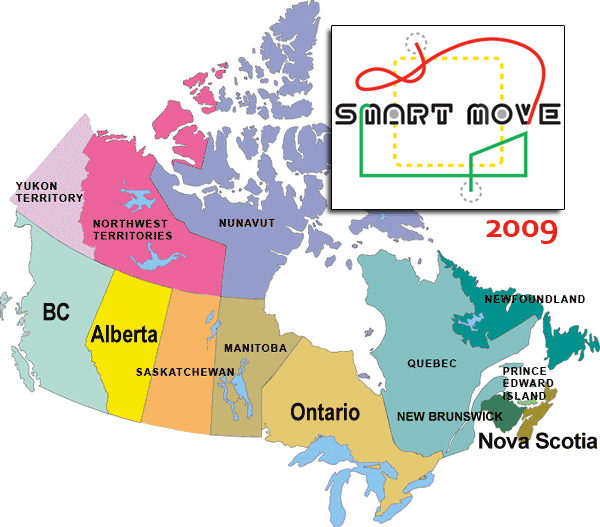 SMART MOVE
2009
YUKON
TERRITORY
NORTHWEST
TERRITORIES
NUNAVUT
BC
Alberta
SASKATCHEWAN
MANITOBA
Ontario
QUEBEC
NEWFOUNDLAND
PRINCE
EDWARD
ISLAND
NEW BRUNSWICK
Nova Scotia